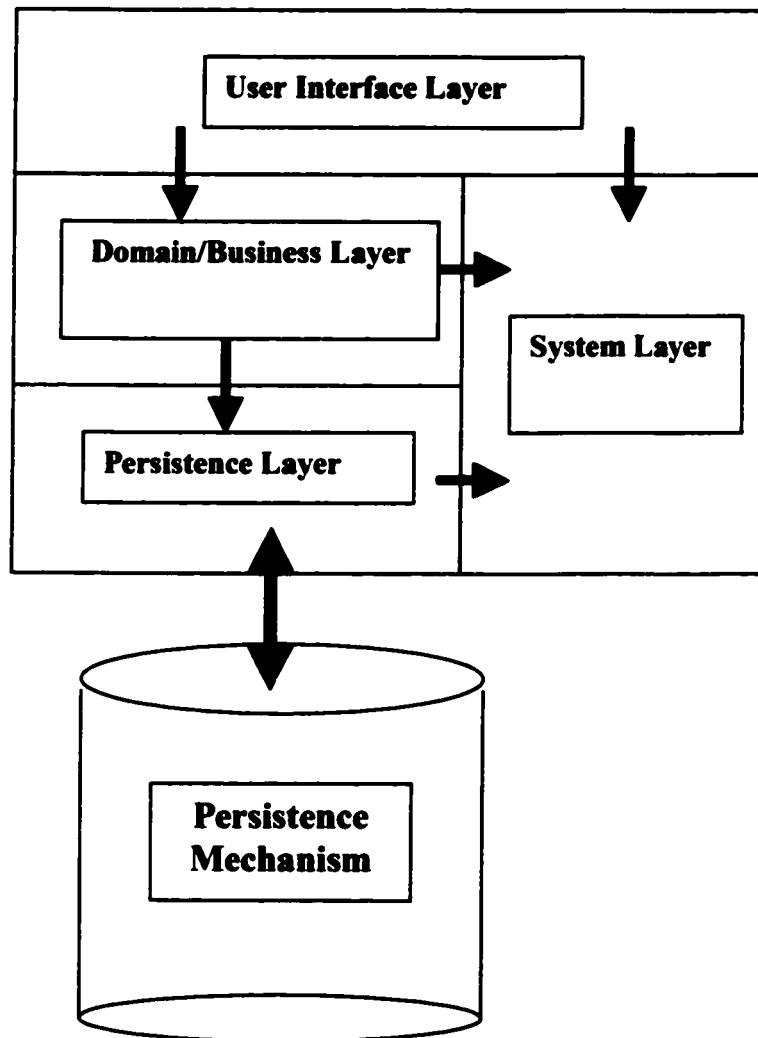 User Interface Layer
Domain/Business Layer
System Layer
Persistence Layer
Persistence
Mechanism